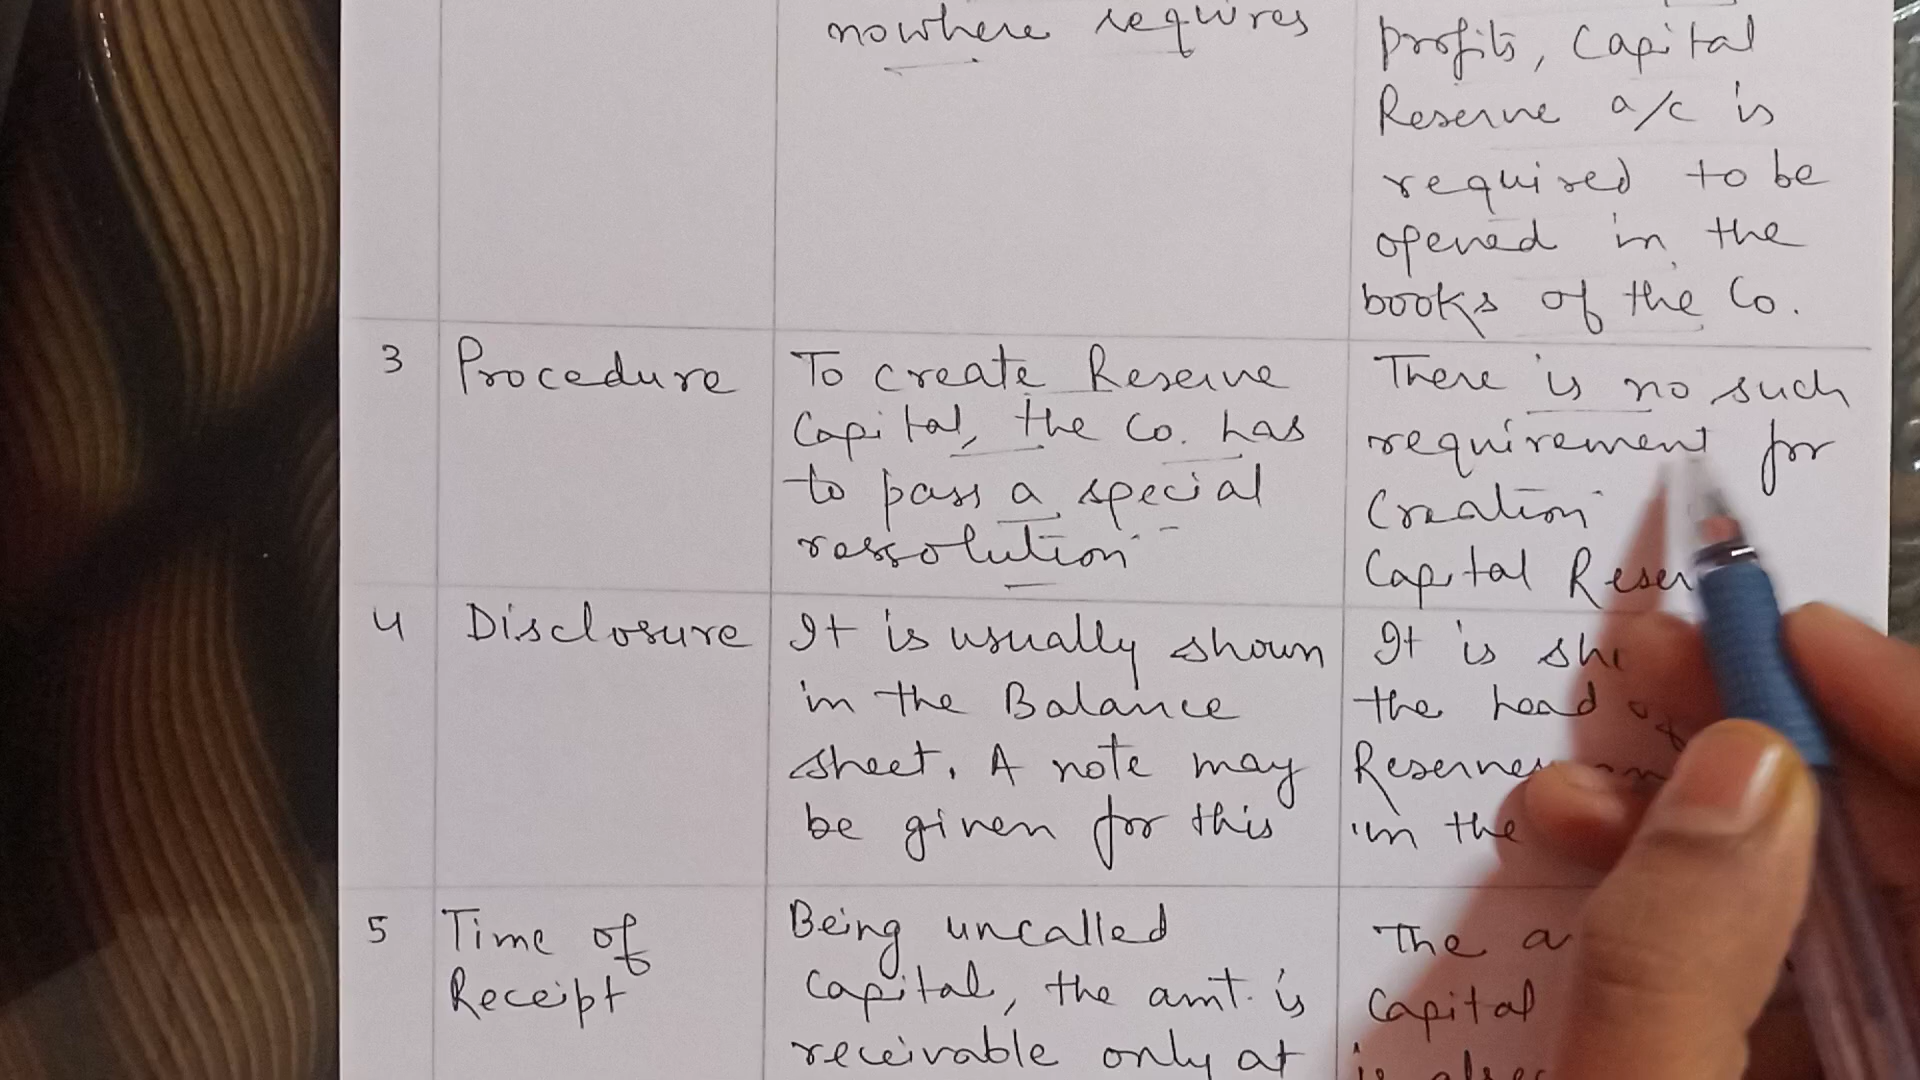 nowhere requires
profits, Capital
Reserve a/c is
required to be
opened in the
books of the Co.
3 Procedure
To create Reserve
Capital, the Co. has
to pass a special
ressolution
There is no such
requirement for
Creation
Capital
4 Disclosure
It is usually shown
in the Balance
sheet. A note may
be given for this
It is
the head
Reserves
in the
5 Time of
Receipt
Being uncalled
Capital, the amt. is
receivable only at
The
Capital
is